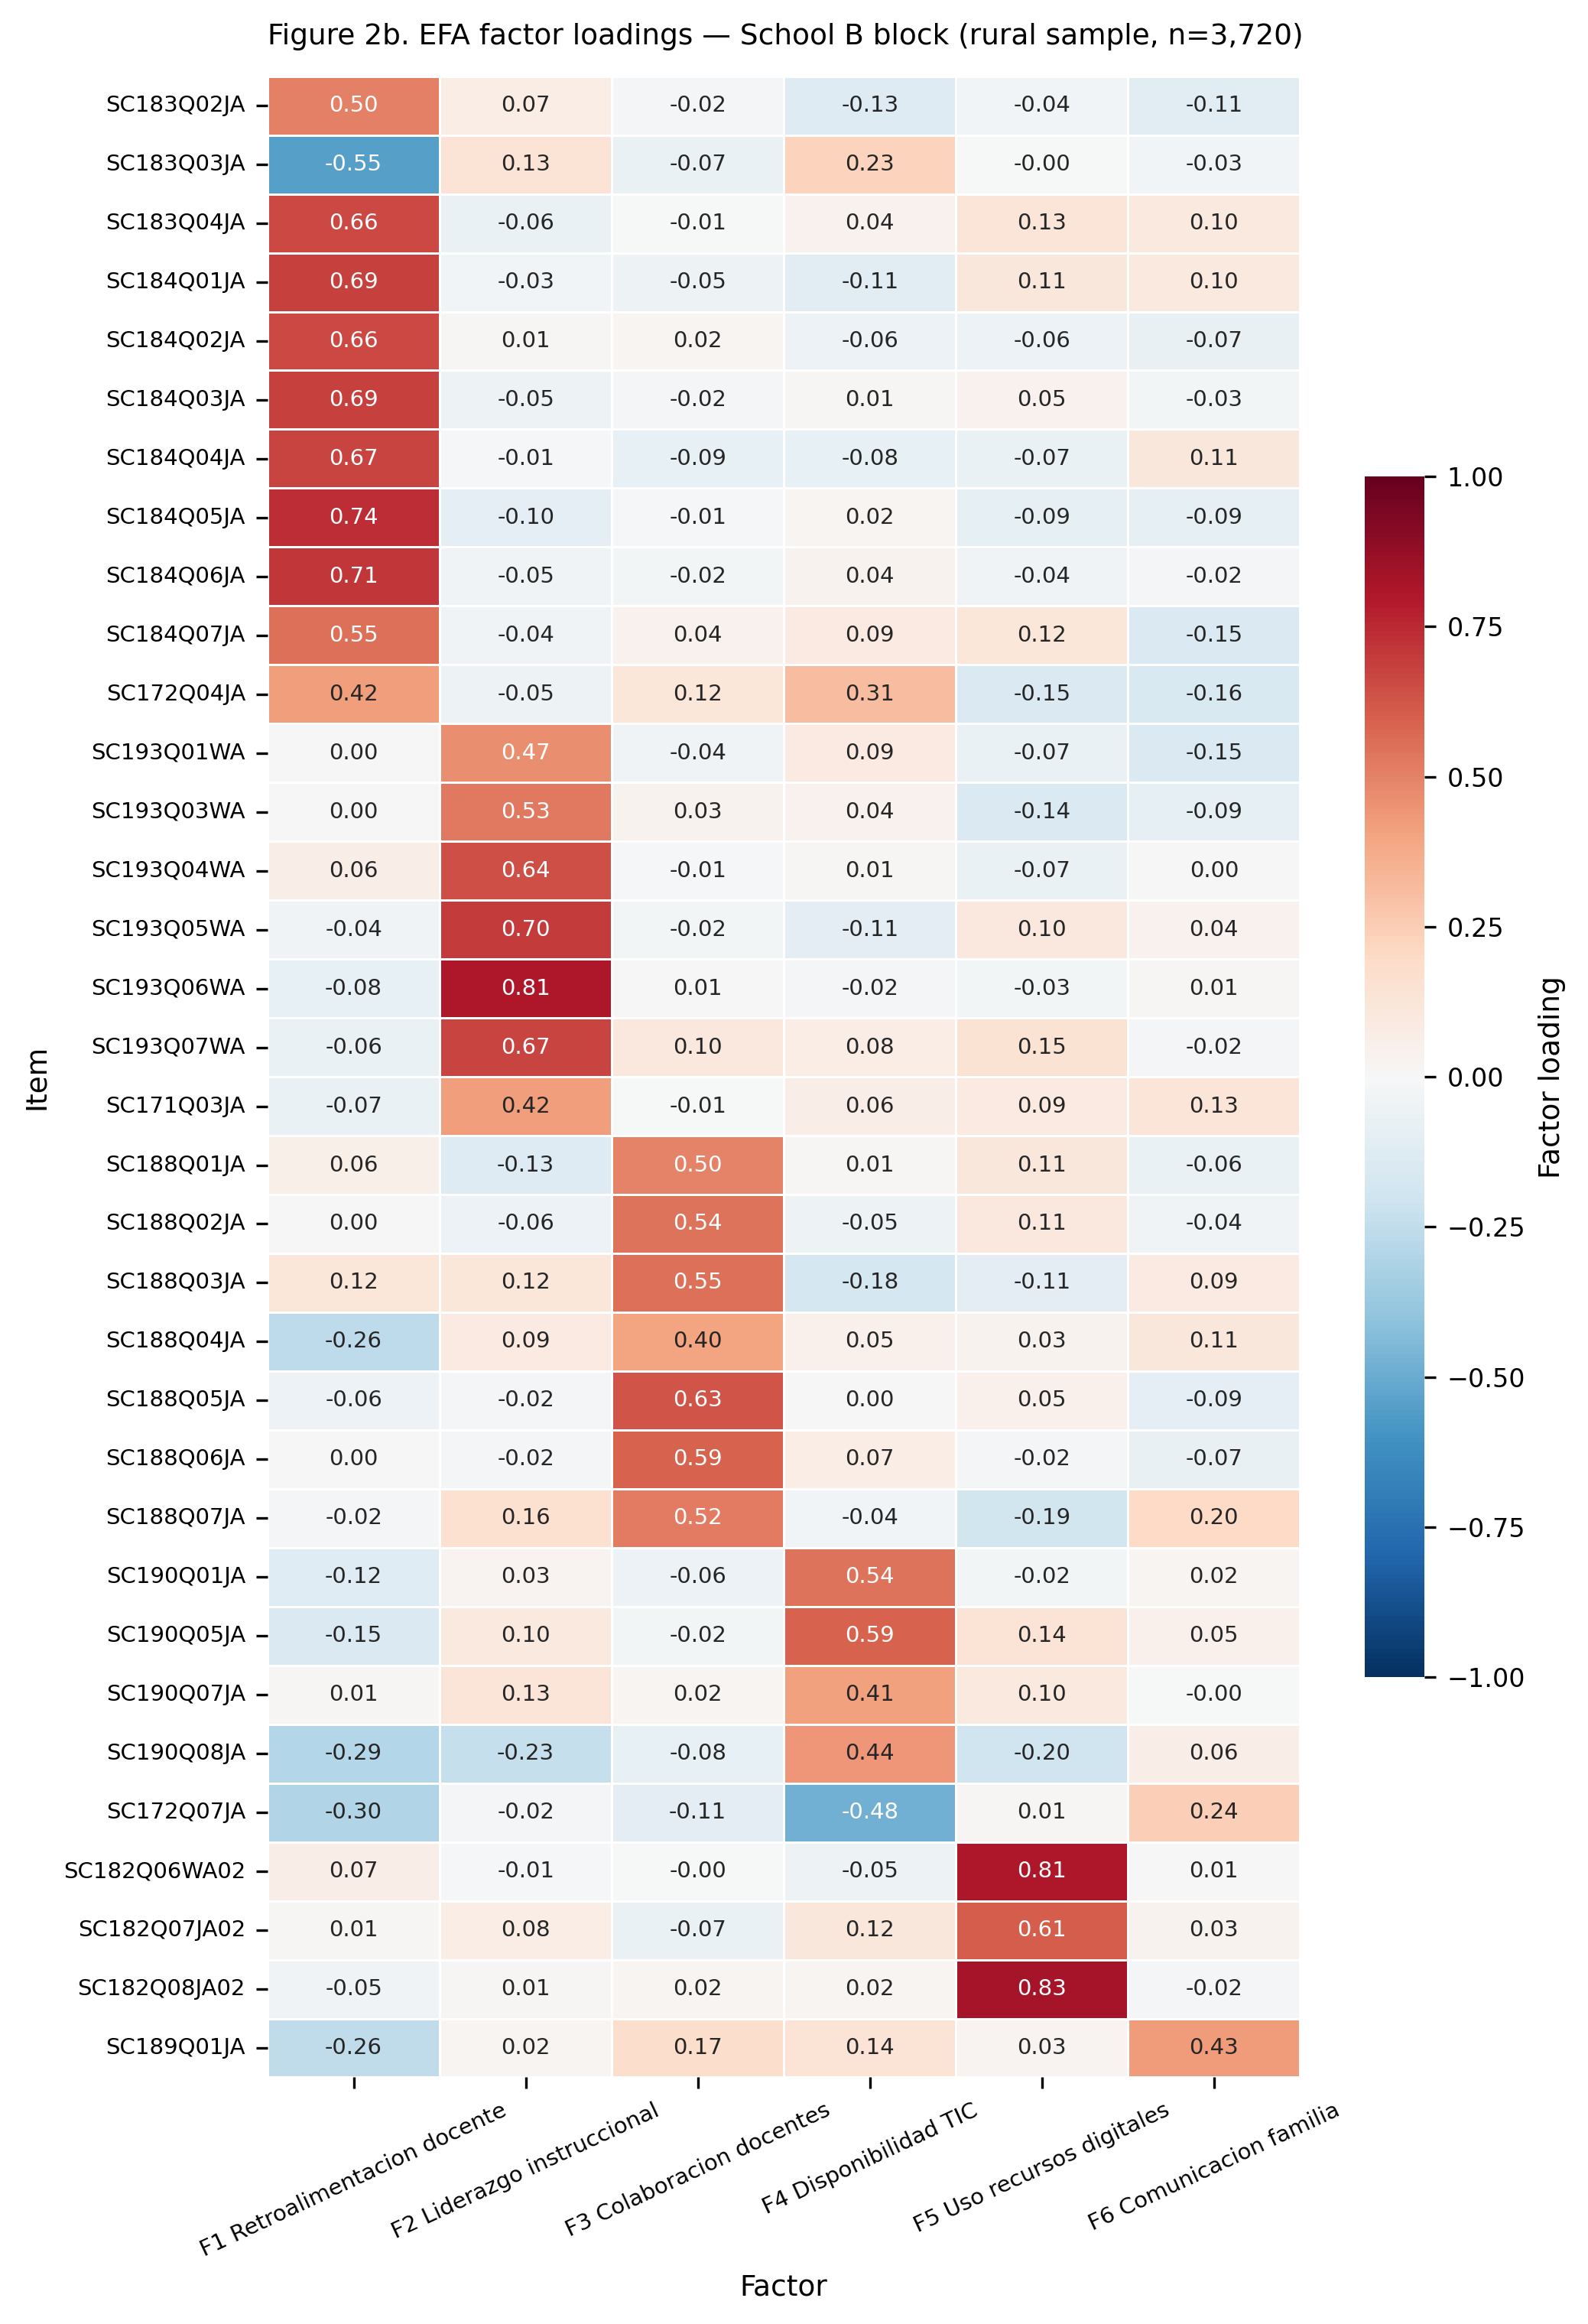 Figure 2b. EFA factor loadings — School B block (rural sample, n=3,720)
SC183Q02JA 0.50 0.07 -0.02 -0.13 -0.04 -0.11
SC183Q03JA -0.55 0.13 -0.07 0.23 -0.00 -0.03
SC183Q04JA 0.66 -0.06 -0.01 0.04 0.13 0.10
SC184Q01JA 0.69 -0.03 -0.05 -0.11 0.11 0.10
SC184Q02JA 0.66 0.01 0.02 -0.06 -0.06 -0.07
SC184Q03JA 0.69 -0.05 -0.02 0.01 0.05 -0.03
SC184Q04JA 0.67 -0.01 -0.09 -0.08 -0.07 0.11
SC184Q05JA 0.74 -0.10 -0.01 0.02 -0.09 -0.09
SC184Q06JA 0.71 -0.05 -0.02 0.04 -0.04 -0.02
SC184Q07JA 0.55 -0.04 0.04 0.09 0.12 -0.15
SC172Q04JA 0.42 -0.05 0.12 0.31 -0.15 -0.16
SC193Q01WA 0.00 0.47 -0.04 0.09 -0.07 -0.15
SC193Q03WA 0.00 0.53 0.03 0.04 -0.14 -0.09
SC193Q04WA 0.06 0.64 -0.01 0.01 -0.07 0.00
SC193Q05WA -0.04 0.70 -0.02 -0.11 0.10 0.04
SC193Q06WA -0.08 0.81 0.01 -0.02 -0.03 0.01
SC193Q07WA -0.06 0.67 0.10 0.08 0.15 -0.02
SC171Q03JA -0.07 0.42 -0.01 0.06 0.09 0.13
SC188Q01JA 0.06 -0.13 0.50 0.01 0.11 -0.06
SC188Q02JA 0.00 -0.06 0.54 -0.05 0.11 -0.04
SC188Q03JA 0.12 0.12 0.55 -0.18 -0.11 0.09
SC188Q04JA -0.26 0.09 0.40 0.05 0.03 0.11
SC188Q05JA -0.06 -0.02 0.63 0.00 0.05 -0.09
SC188Q06JA 0.00 -0.02 0.59 0.07 -0.02 -0.07
SC188Q07JA -0.02 0.16 0.52 -0.04 -0.19 0.20
SC190Q01JA -0.12 0.03 -0.06 0.54 -0.02 0.02
SC190Q05JA -0.15 0.10 -0.02 0.59 0.14 0.05
SC190Q07JA 0.01 0.13 0.02 0.41 0.10 -0.00
SC190Q08JA -0.29 -0.23 -0.08 0.44 -0.20 0.06
SC172Q07JA -0.30 -0.02 -0.11 -0.48 0.01 0.24
SC182Q06WA02 0.07 -0.01 -0.00 -0.05 0.81 0.01
SC182Q07JA02 0.01 0.08 -0.07 0.12 0.61 0.03
SC182Q08JA02 -0.05 0.01 0.02 0.02 0.83 -0.02
SC189Q01JA -0.26 0.02 0.17 0.14 0.03 0.43
Item
F1 Retroalimentacion docente
F2 Liderazgo instruccional
F3 Colaboracion docentes
F4 Disponibilidad TIC
F5 Uso recursos digitales
F6 Comunicacion familia
Factor
1.00
0.75
0.50
0.25
0.00
−0.25
−0.50
−0.75
−1.00
Factor loading